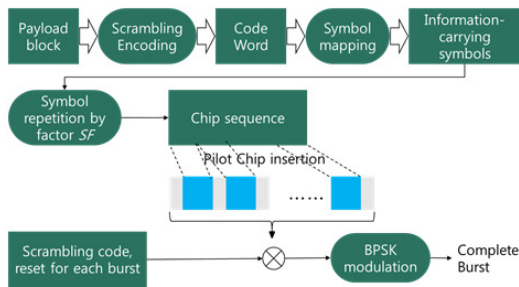 Payload
block
Scrambling
Encoding
Code
Word
Symbol
mapping
Information-
carrying
symbols
Symbol
repetition by
factor SF
Chip sequence
Pilot Chip insertion
......
Scrambling code,
reset for each burst
BPSK
modulation
Complete
Burst